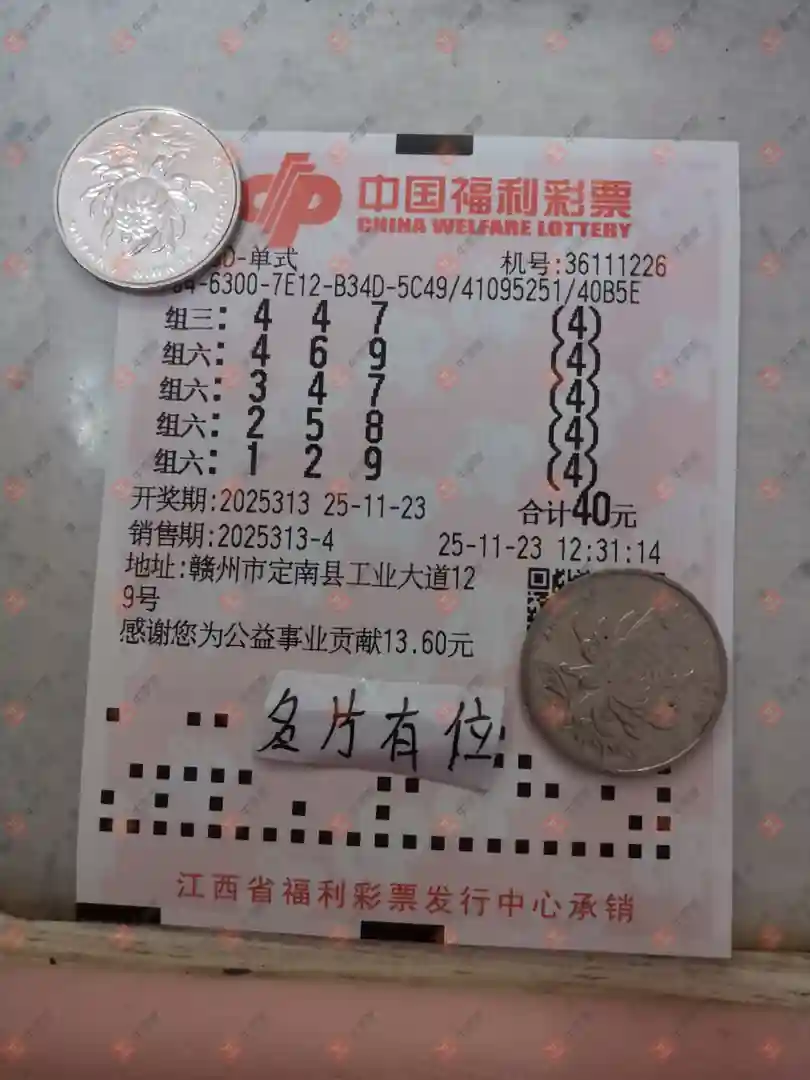 中国福利彩票
CHINA WELFARE LOTTERY
D-单式 机号:36111226
4-6300-7E12-B34D-5C49/41095251/40B5E
组三: 4 4 7 (4)
组六: 4 6 9 (4)
组六: 3 4 7 (4)
组六: 2 5 8 (4)
组六: 1 2 9 (4)
开奖期:2025313 25-11-23 合计40元
销售期:2025313-4 25-11-23 12:31:14
地址:赣州市定南县工业大道12
9号
感谢您为公益事业贡献13.60元
名片有位
江西省福利彩票发行中心承销